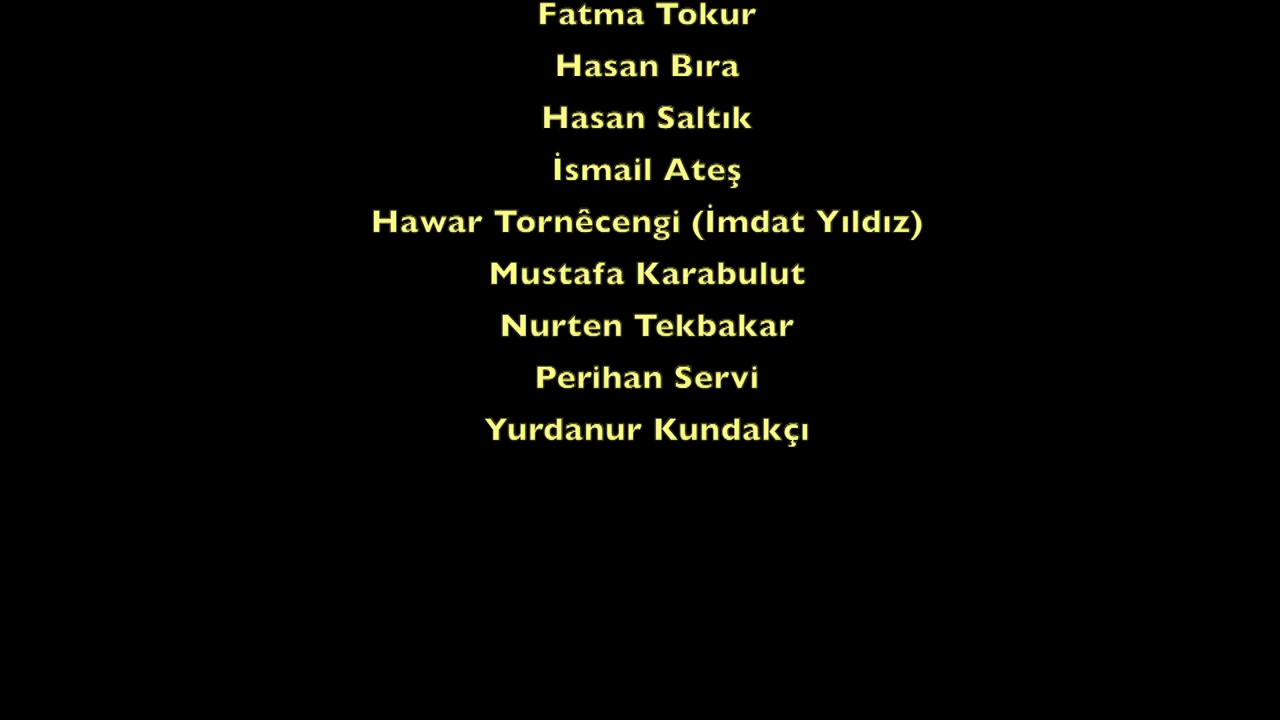 Fatma Tokur
Hasan Bıra
Hasan Saltık
İsmail Ateş
Hawar Tornêcengi (İmdat Yıldız)
Mustafa Karabulut
Nurten Tekbakar
Perihan Servi
Yurdanur Kundakçı